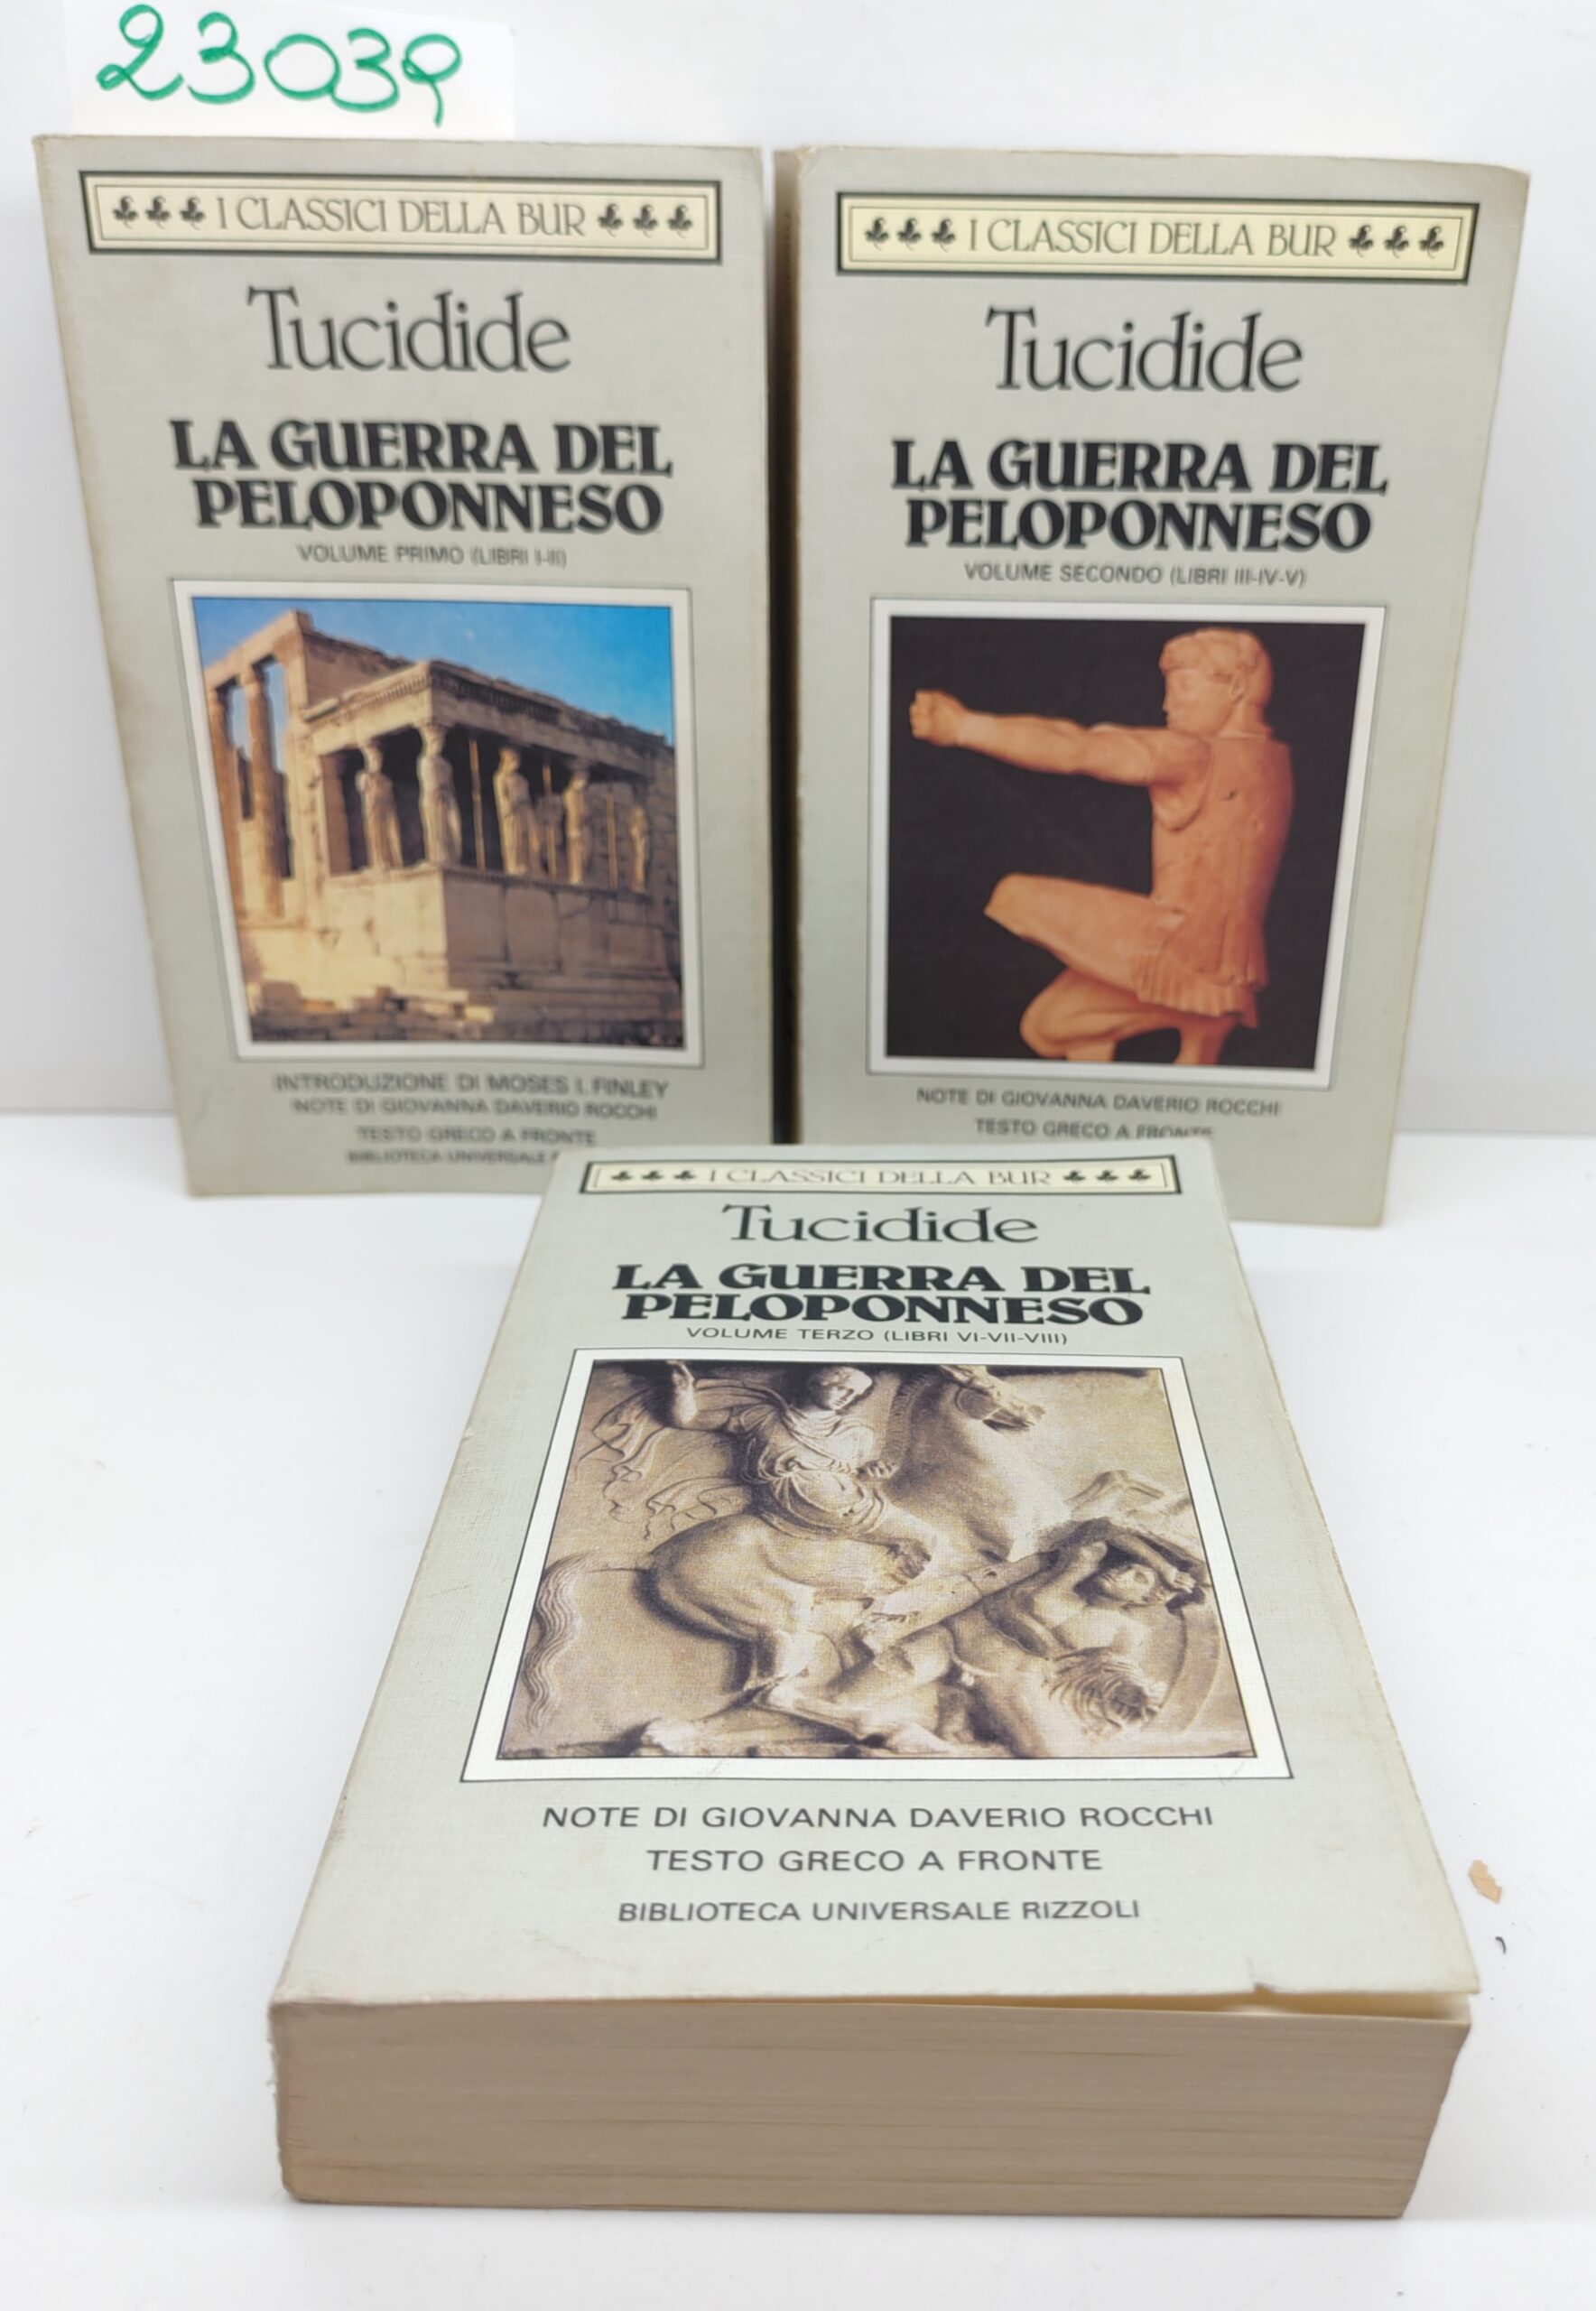 23039
I CLASSICI DELLA BUR
Tucidide
LA GUERRA DEL
PELOPONNESO
VOLUME PRIMO (LIBRI I-II)
INTRODUZIONE DI MOSES I. FINLEY
NOTE DI GIOVANNA DAVERIO ROCCHI
TESTO GRECO A FRONTE
BIBLIOTECA UNIVERSALE
I CLASSICI DELLA BUR
Tucidide
LA GUERRA DEL
PELOPONNESO
VOLUME SECONDO (LIBRI III-IV-V)
NOTE DI GIOVANNA DAVERIO ROCCHI
TESTO GRECO A FRONTE
I CLASSICI DELLA BUR
Tucidide
LA GUERRA DEL
PELOPONNESO
VOLUME TERZO (LIBRI VI-VII-VIII)
NOTE DI GIOVANNA DAVERIO ROCCHI
TESTO GRECO A FRONTE
BIBLIOTECA UNIVERSALE RIZZOLI